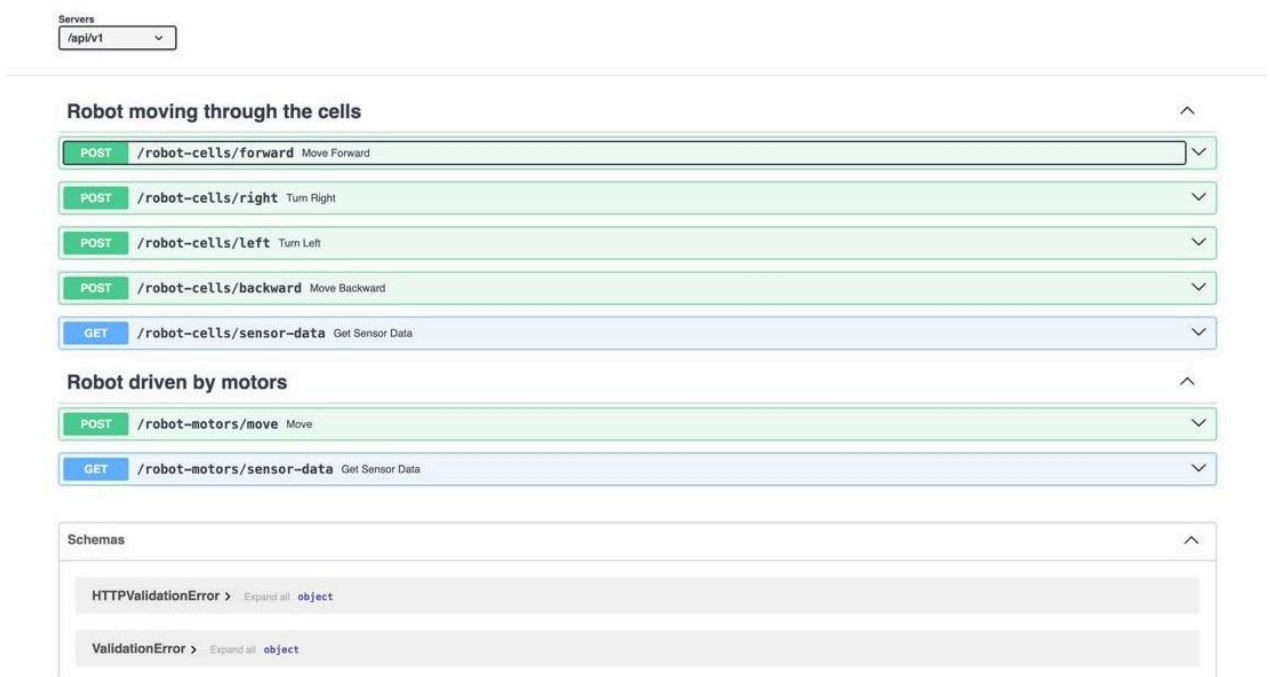 Servers
/api/v1
Robot moving through the cells
POST /robot-cells/forward Move Forward
POST /robot-cells/right Turn Right
POST /robot-cells/left Turn Left
POST /robot-cells/backward Move Backward
GET /robot-cells/sensor-data Get Sensor Data
Robot driven by motors
POST /robot-motors/move Move
GET /robot-motors/sensor-data Get Sensor Data
Schemas
HTTPValidationError Expand all object
ValidationError Expand all object